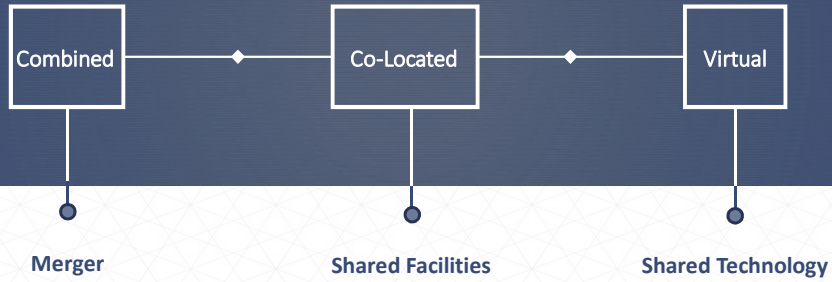 Combined
Co-Located
Virtual
Merger
Shared Facilities
Shared Technology